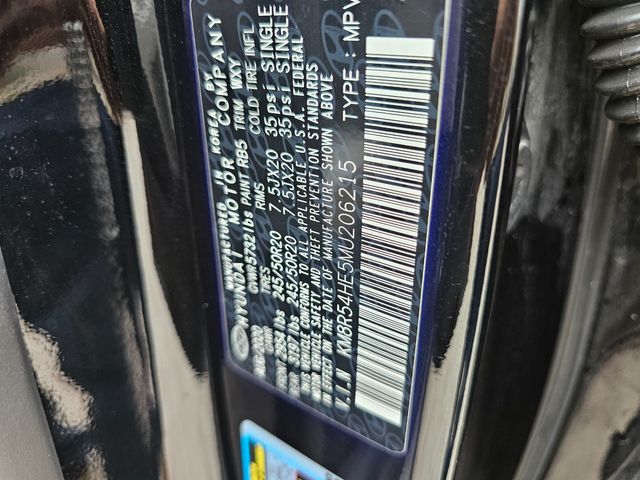 MANUFACTURED IN KOREA BY
HYUNDAI MOTOR COMPANY
GVWR 5732lbs PAINT RB5 TRIM WXY
TIRES RIMS COLD TIRE INFL
245/50R20 7.5JX20 35psi SINGLE
lbs 245/50R20 7.5JX20 35psi SINGLE
THIS VEHICLE CONFORMS TO ALL APPLICABLE U.S.A. FEDERAL
MOTOR VEHICLE SAFETY AND THEFT PREVENTION STANDARDS
IN EFFECT ON THE DATE OF MANUFACTURE SHOWN ABOVE
V.I.N KM8R54HE5MU206215 TYPE : MPV